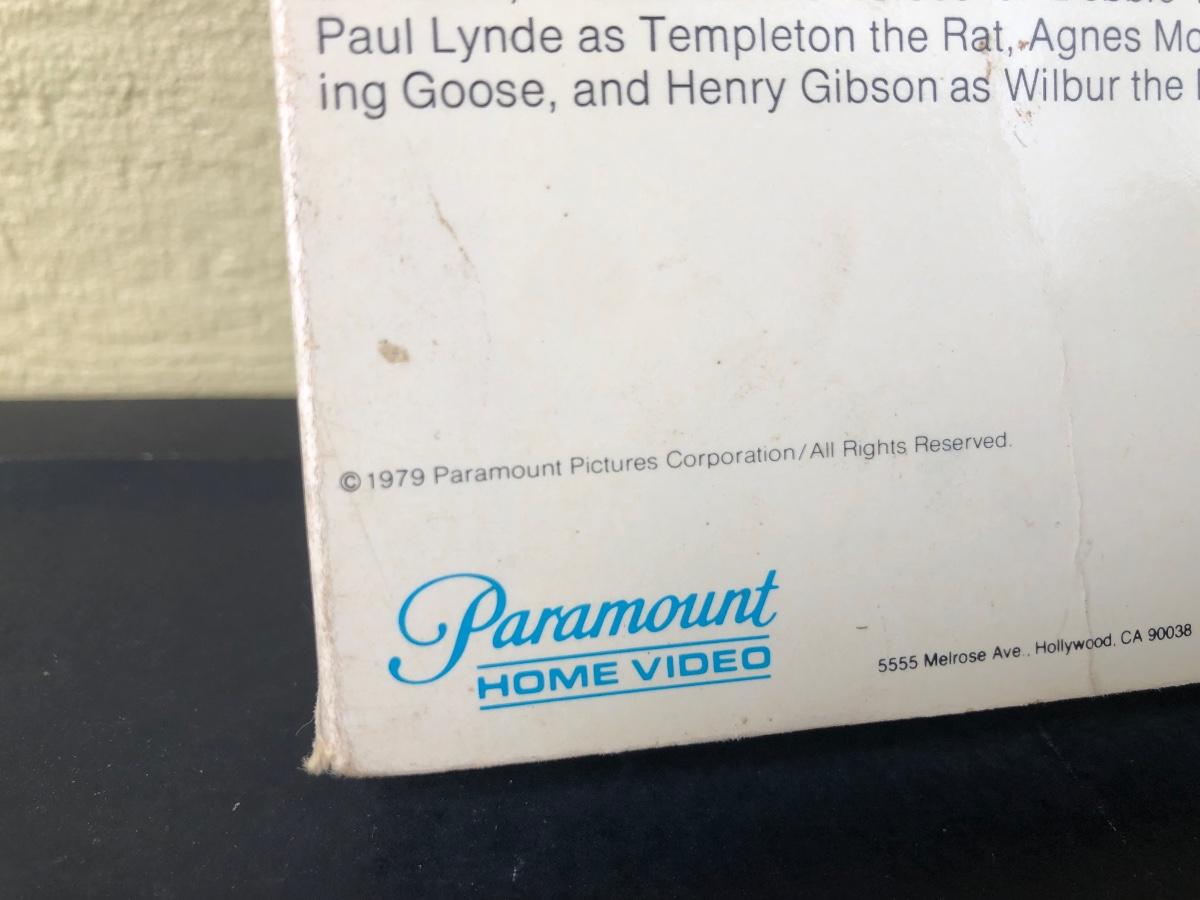 Paul Lynde as Templeton the Rat, Agnes
ing Goose, and Henry Gibson as Wilbur the
©1979 Paramount Pictures Corporation/All Rights Reserved.
Paramount
HOME VIDEO
5555 Melrose Ave., Hollywood, CA 90038